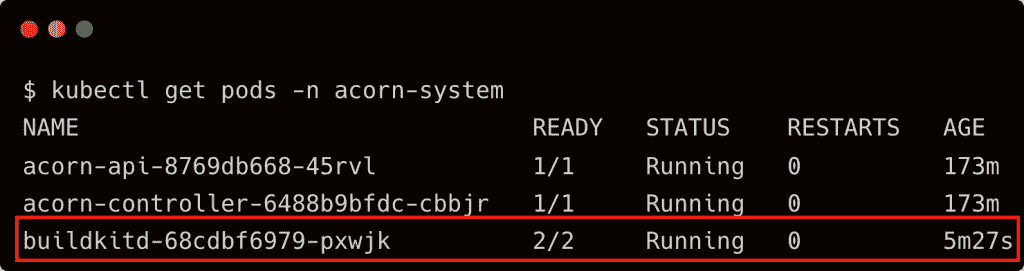 $ kubectl get pods -n acorn-system
NAME READY STATUS RESTARTS AGE
acorn-api-8769db668-45rvl 1/1 Running 0 173m
acorn-controller-6488b9bfdc-cbbjr 1/1 Running 0 173m
buildkitd-68cdbf6979-pxwjk 2/2 Running 0 5m27s